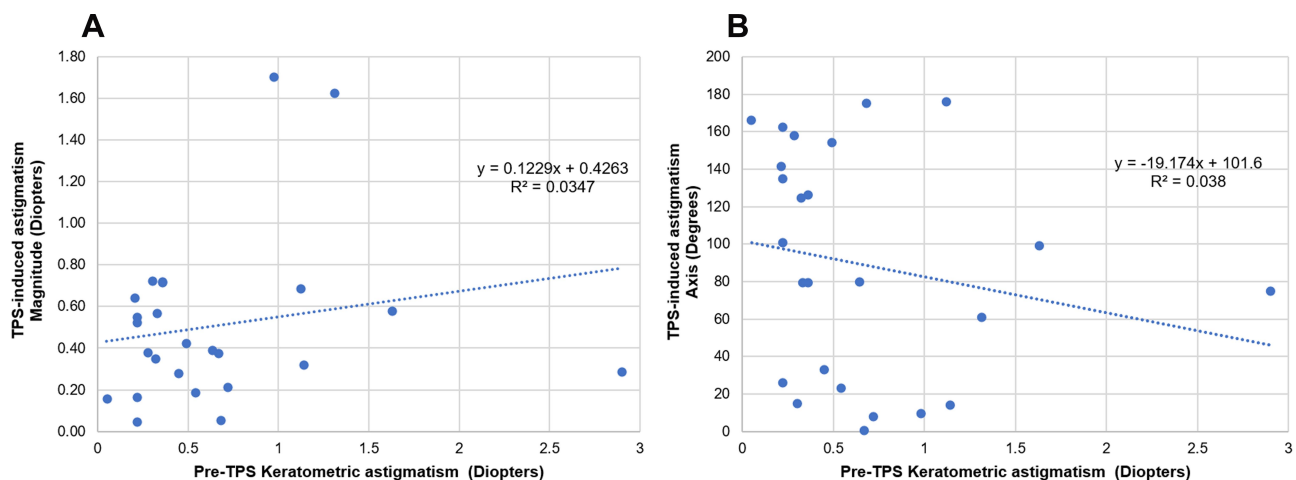 A
TPS-induced astigmatism
Magnitude (Diopters)
1.80
1.60
1.40
1.20
1.00
0.80
0.60
0.40
0.20
0.00
y = 0.1229x + 0.4263
R² = 0.0347
0 0.5 1 1.5 2 2.5 3
Pre-TPS Keratometric astigmatism (Diopters)
B
TPS-induced astigmatism
Axis (Degrees)
200
180
160
140
120
100
80
60
40
20
0
y = -19.174x + 101.6
R² = 0.038
0 0.5 1 1.5 2 2.5 3
Pre-TPS Keratometric astigmatism (Diopters)